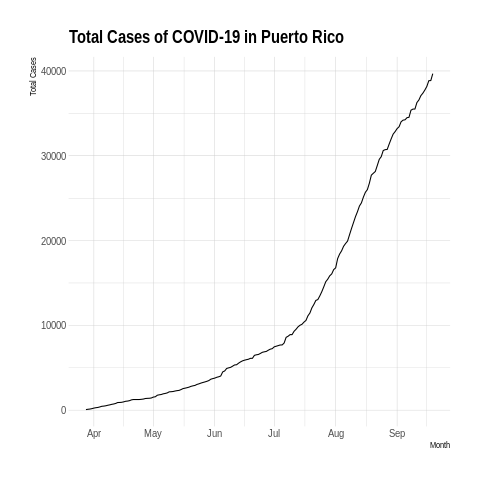 Total Cases of COVID-19 in Puerto Rico
Total Cases
40000
30000
20000
10000
0
Apr May Jun Jul Aug Sep
Month